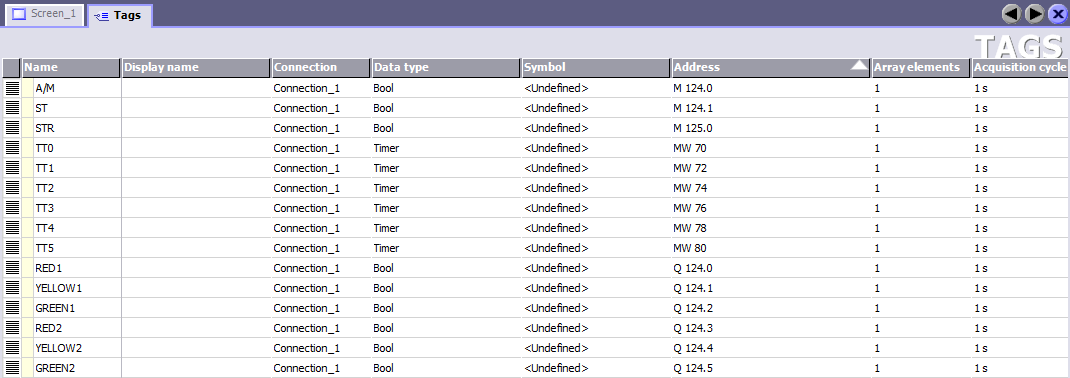 Screen_1 Tags
TAGS
Name Display name Connection Data type Symbol Address Array elements Acquisition cycle
A/M Connection_1 Bool <Undefined> M 124.0 1 1 s
ST Connection_1 Bool <Undefined> M 124.1 1 1 s
STR Connection_1 Bool <Undefined> M 125.0 1 1 s
TT0 Connection_1 Timer <Undefined> MW 70 1 1 s
TT1 Connection_1 Timer <Undefined> MW 72 1 1 s
TT2 Connection_1 Timer <Undefined> MW 74 1 1 s
TT3 Connection_1 Timer <Undefined> MW 76 1 1 s
TT4 Connection_1 Timer <Undefined> MW 78 1 1 s
TT5 Connection_1 Timer <Undefined> MW 80 1 1 s
RED1 Connection_1 Bool <Undefined> Q 124.0 1 1 s
YELLOW1 Connection_1 Bool <Undefined> Q 124.1 1 1 s
GREEN1 Connection_1 Bool <Undefined> Q 124.2 1 1 s
RED2 Connection_1 Bool <Undefined> Q 124.3 1 1 s
YELLOW2 Connection_1 Bool <Undefined> Q 124.4 1 1 s
GREEN2 Connection_1 Bool <Undefined> Q 124.5 1 1 s